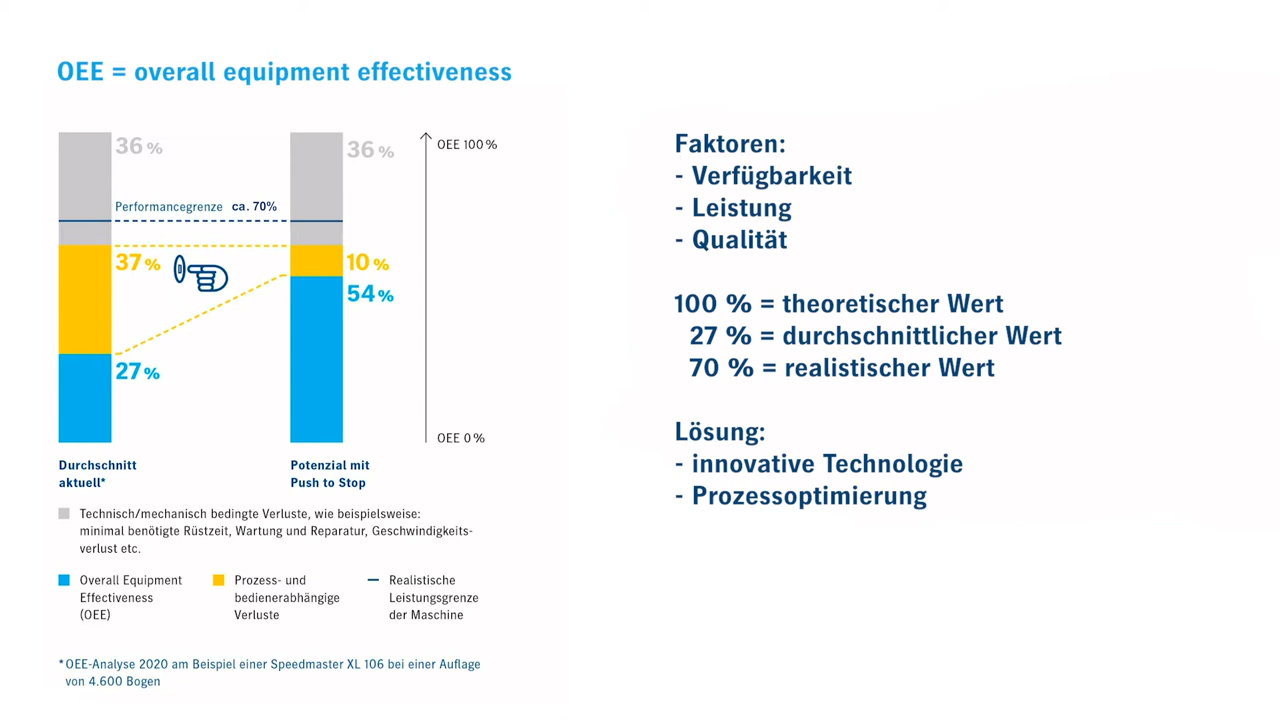 OEE = overall equipment effectiveness
36 %
36 %
OEE 100 %
Performancegrenze ca. 70%
37 %
10 %
54 %
27 %
OEE 0 %
Durchschnitt
aktuell*
Potenzial mit
Push to Stop
Technisch/mechanisch bedingte Verluste, wie beispielsweise:
minimal benötigte Rüstzeit, Wartung und Reparatur, Geschwindigkeits-
verlust etc.
Overall Equipment
Effectiveness
(OEE)
Prozess- und
bedienerabhängige
Verluste
Realistische
Leistungsgrenze
der Maschine
* OEE-Analyse 2020 am Beispiel einer Speedmaster XL 106 bei einer Auflage
von 4.600 Bogen
Faktoren:
- Verfügbarkeit
- Leistung
- Qualität
100 % = theoretischer Wert
27 % = durchschnittlicher Wert
70 % = realistischer Wert
Lösung:
- innovative Technologie
- Prozessoptimierung